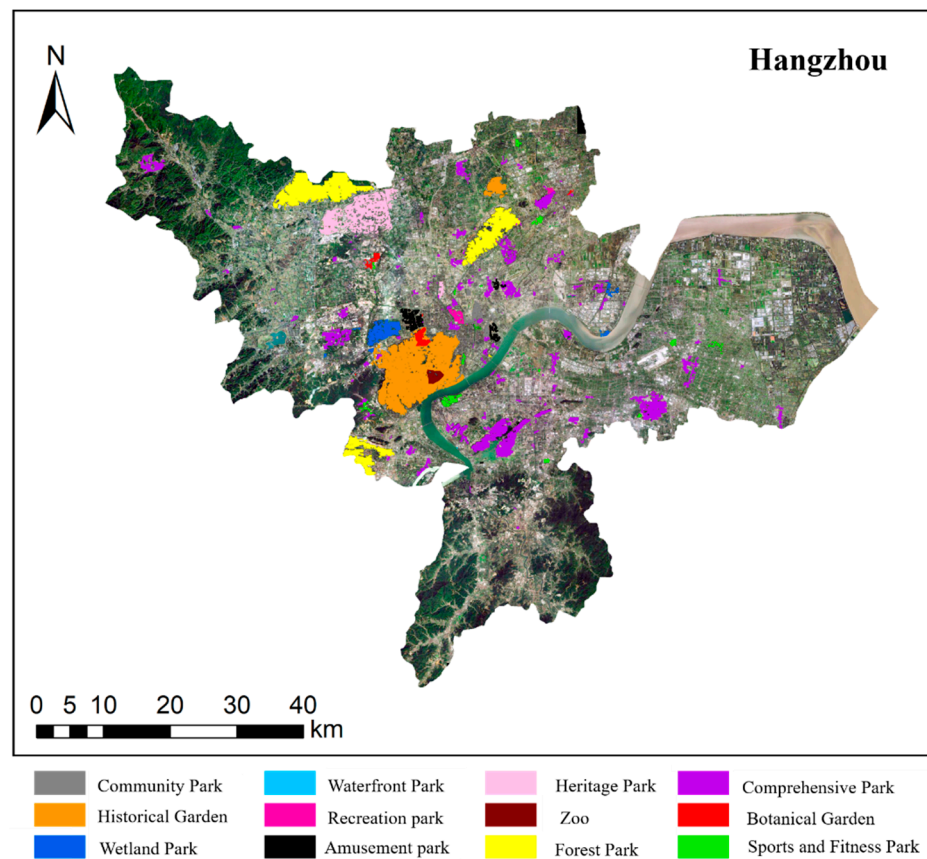 Hangzhou
N
0 5 10 20 30 40
km
Community Park Waterfront Park Heritage Park Comprehensive Park
Historical Garden Recreation park Zoo Botanical Garden
Wetland Park Amusement park Forest Park Sports and Fitness Park